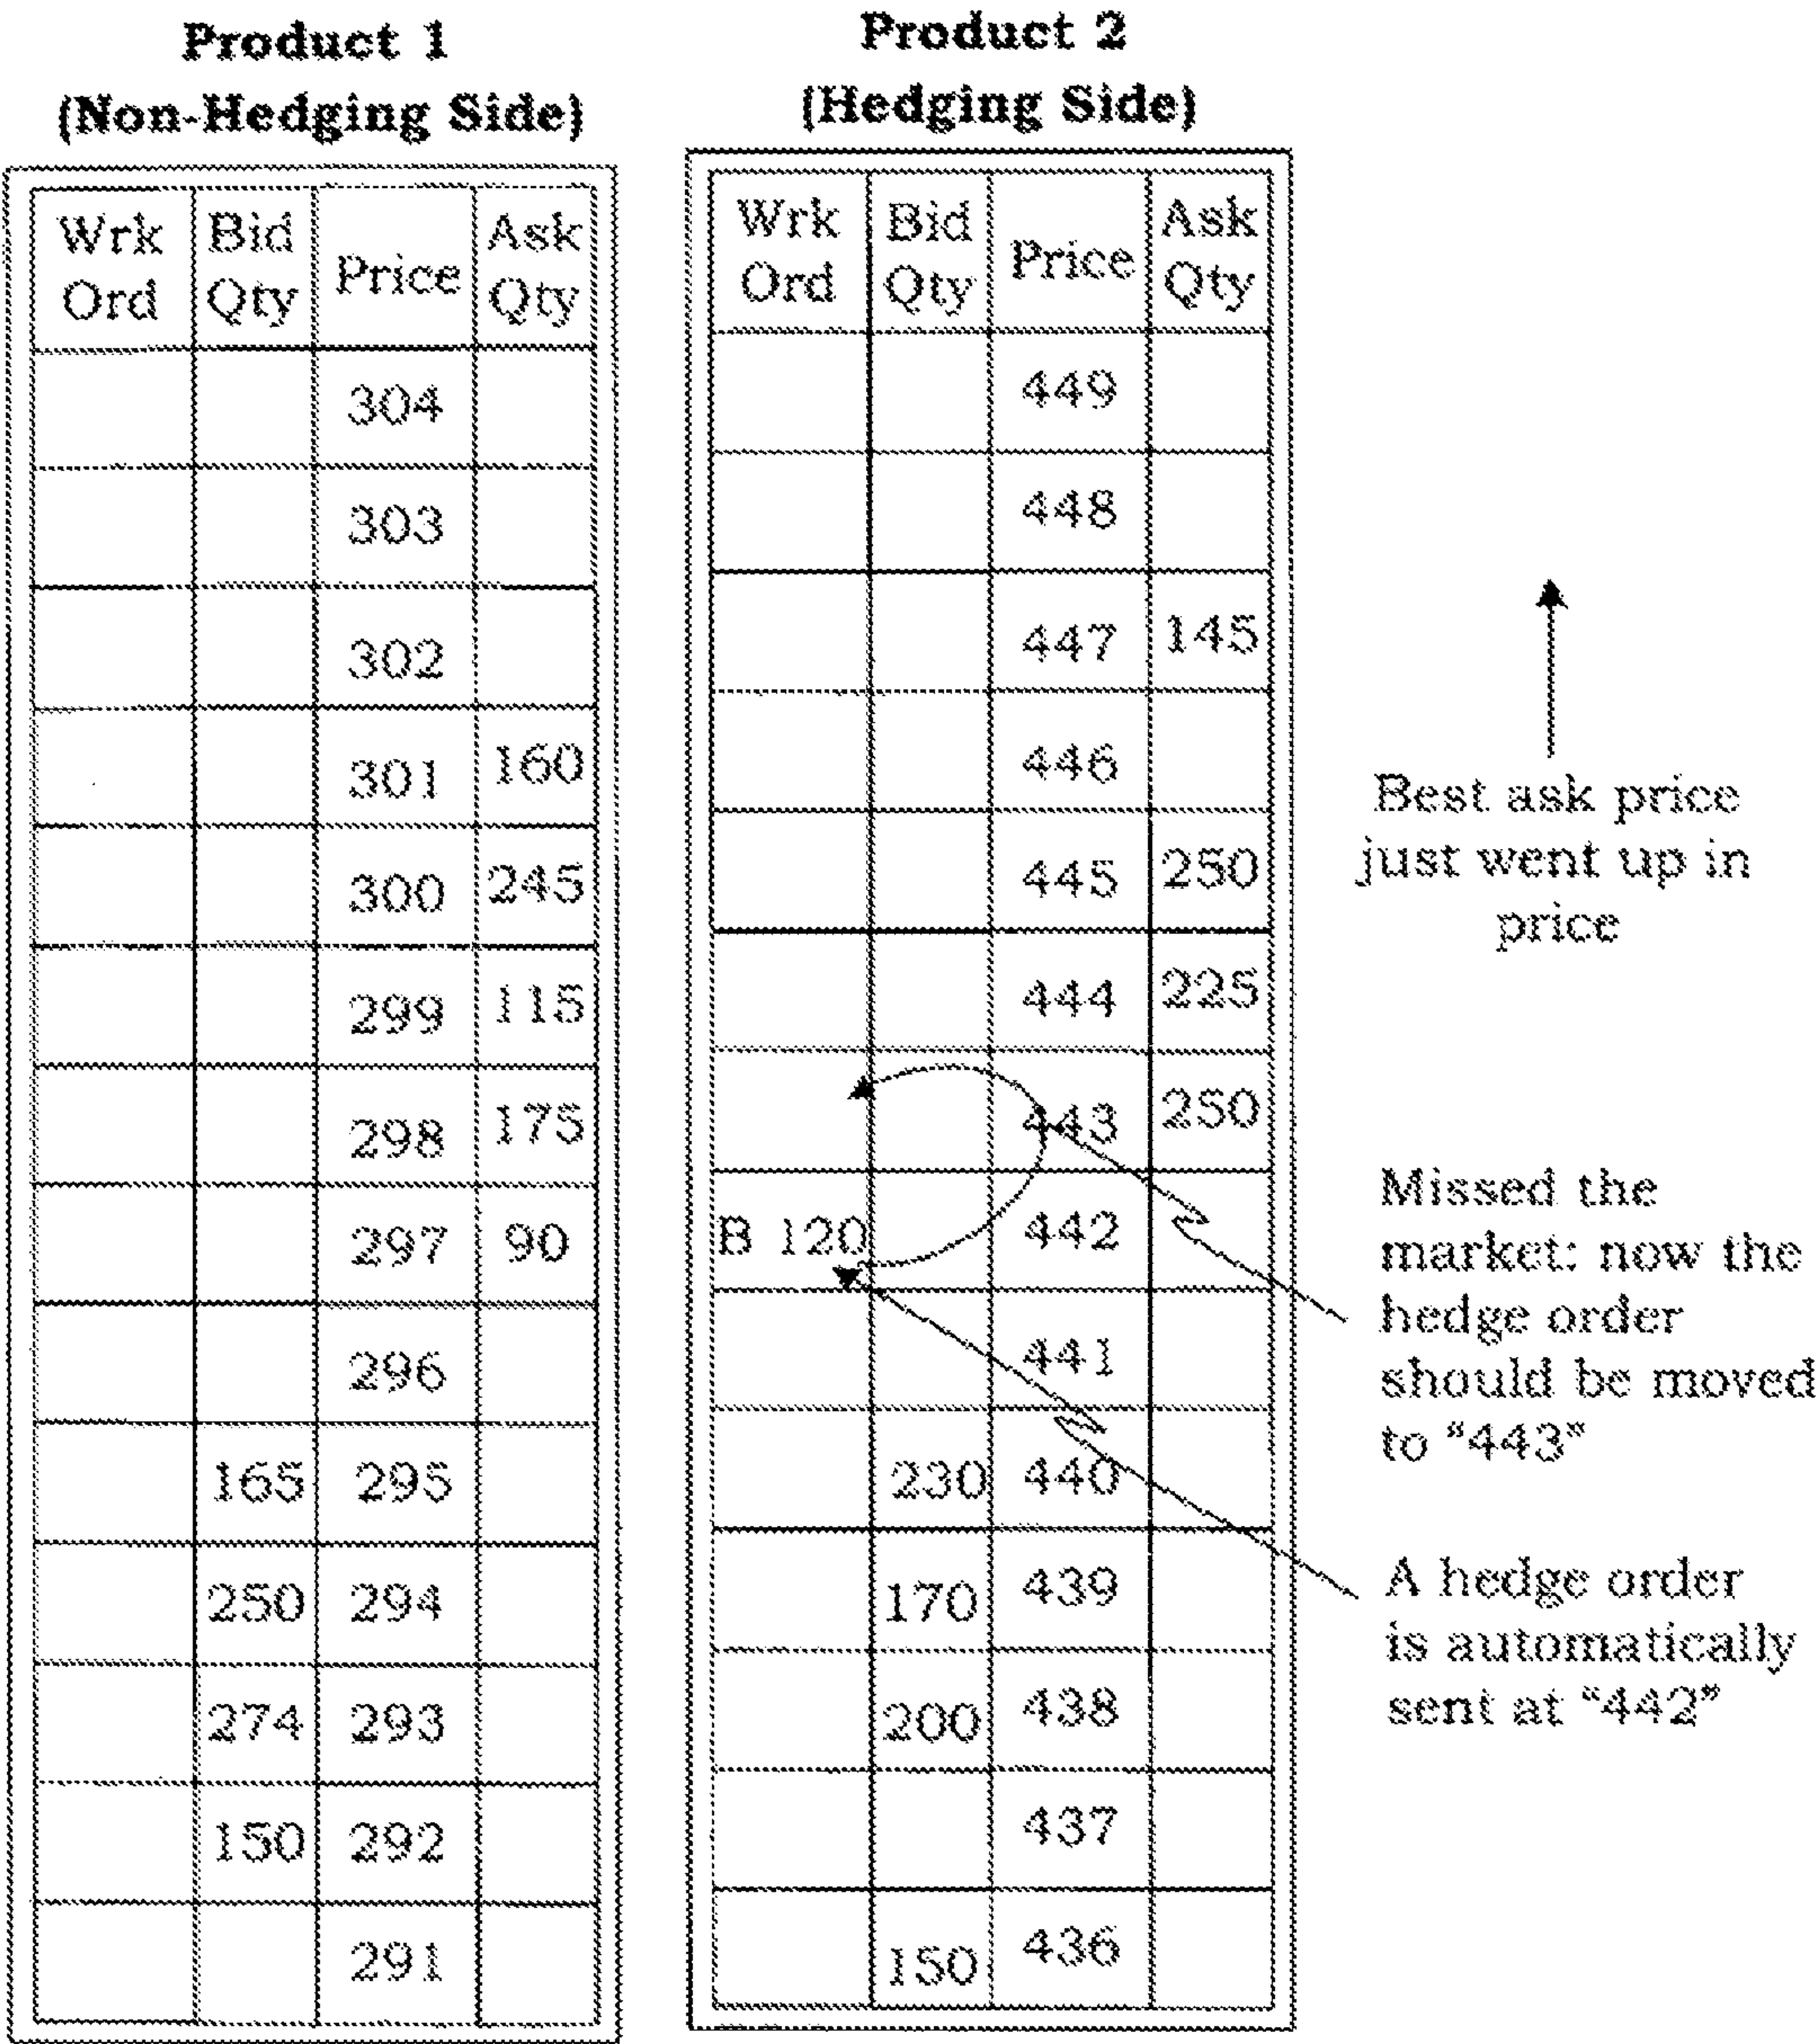 Product 1
(Non-Hedging Side)
Wrk Ord Bid Qty Price Ask Qty
304
303
302
301 160
300 245
299 115
298 175
297 90
296
165 295
250 294
274 293
150 292
291
Product 2
(Hedging Side)
Wrk Ord Bid Qty Price Ask Qty
449
448
447 145
446
445 250
444 225
443 250
B 120 442
441
230 440
170 439
200 438
437
150 436
Best ask price
just went up in
price
Missed the
market: now the
hedge order
should be moved
to "443"
A hedge order
is automatically
sent at "442"